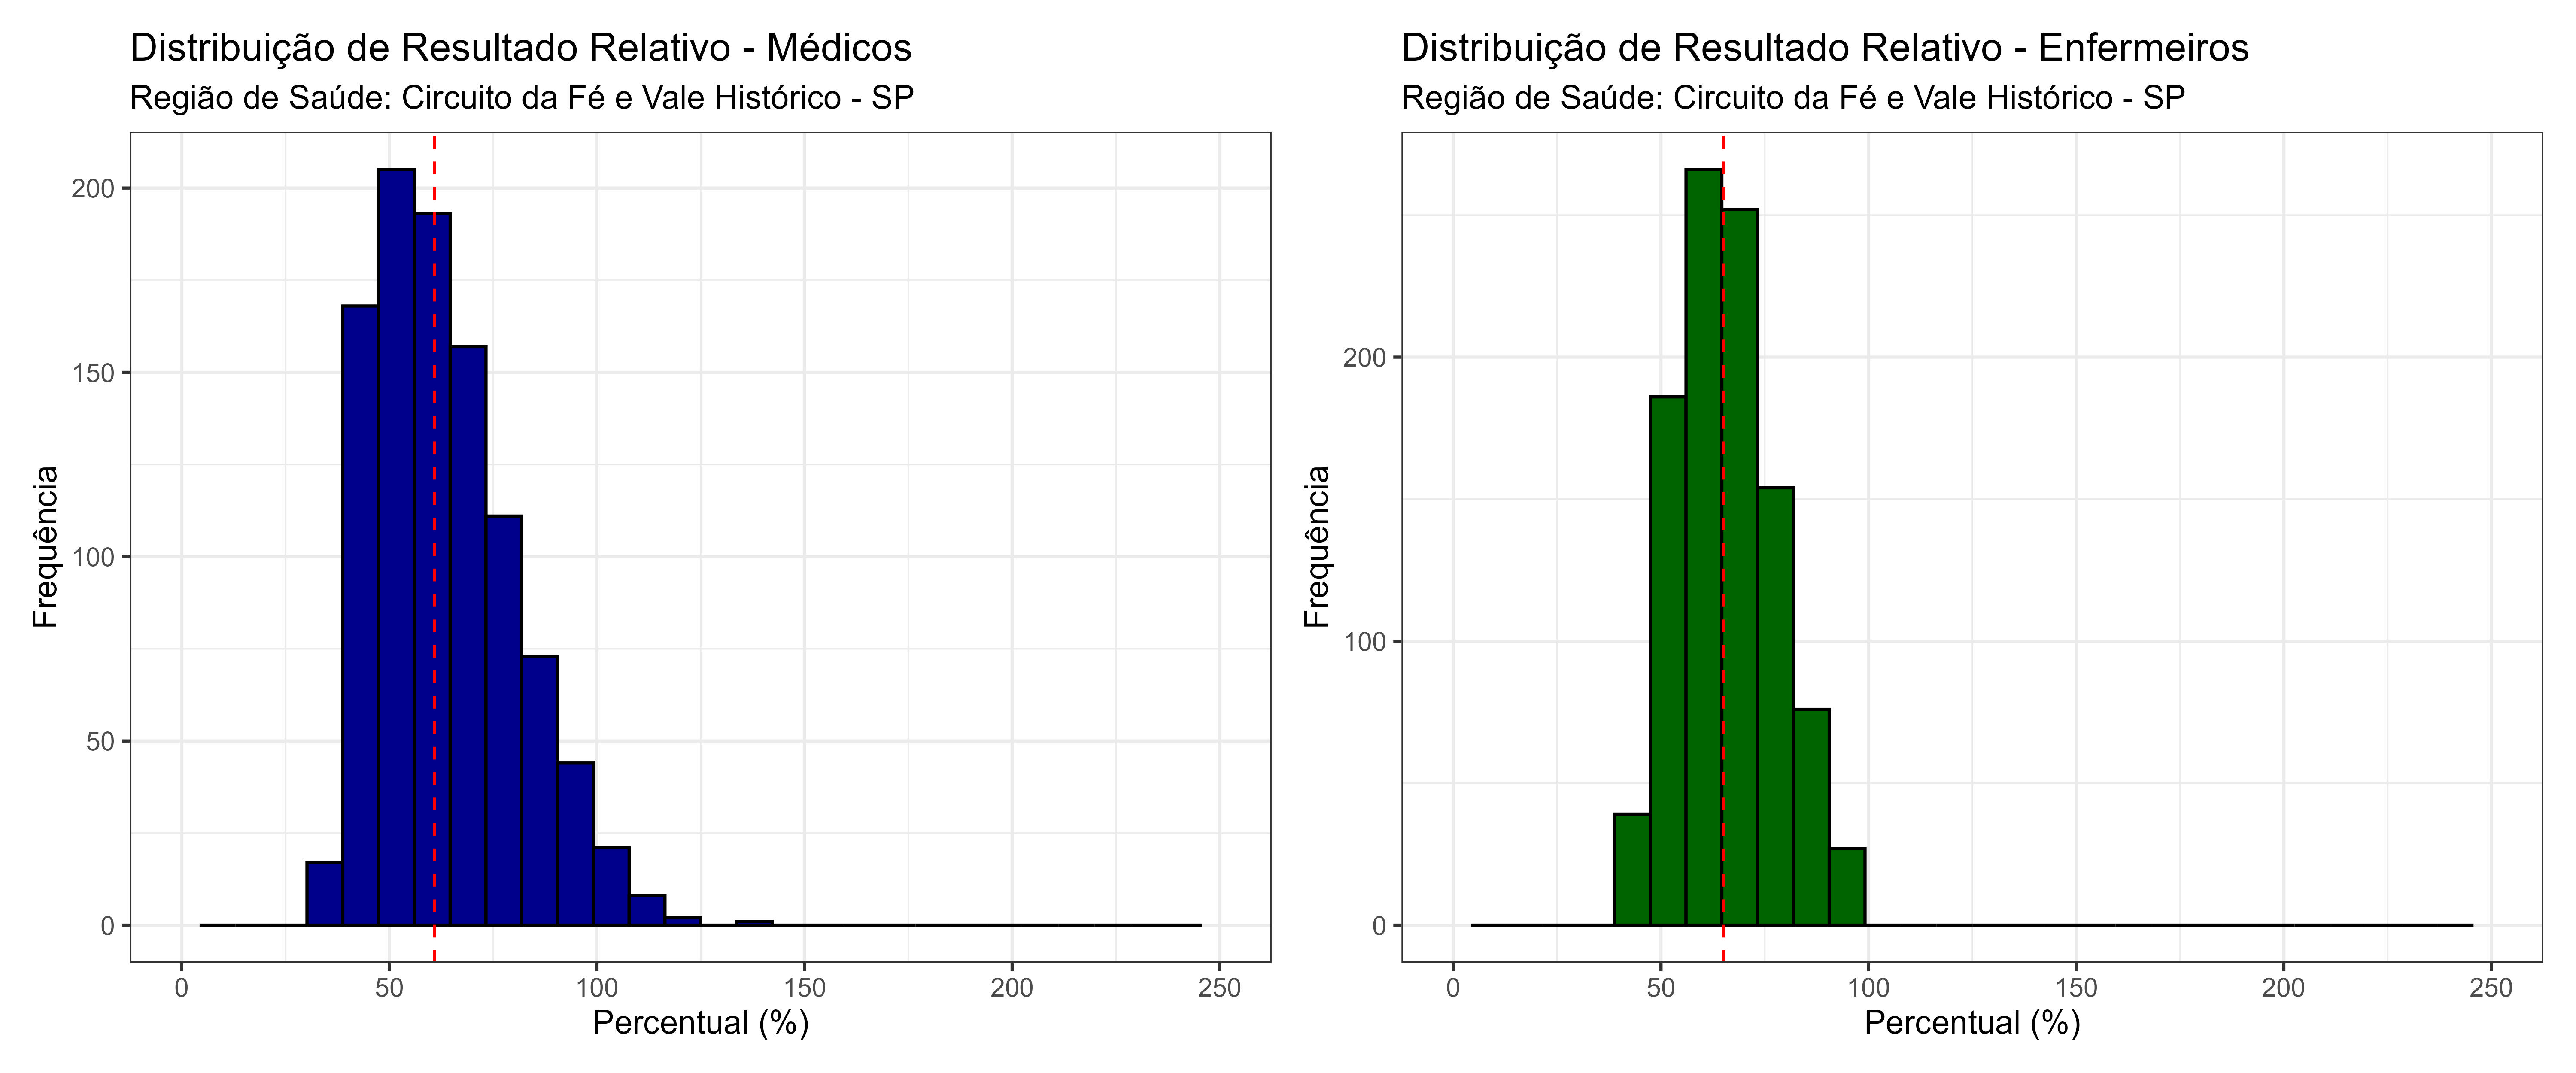 Distribuição de Resultado Relativo - Médicos
Região de Saúde: Circuito da Fé e Vale Histórico - SP
Frequência
200
150
100
50
0
0 50 100 150 200 250
Percentual (%)
Distribuição de Resultado Relativo - Enfermeiros
Região de Saúde: Circuito da Fé e Vale Histórico - SP
Frequência
200
100
0
0 50 100 150 200 250
Percentual (%)